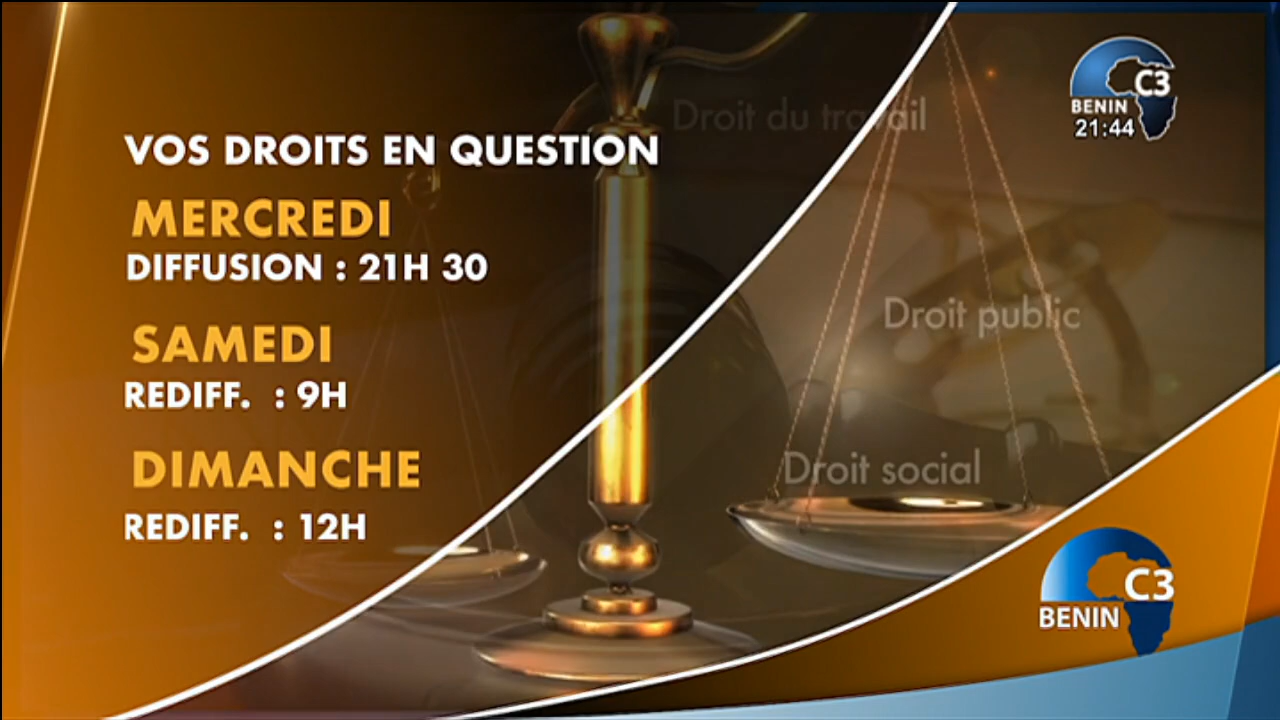 VOS DROITS EN QUESTION
MERCREDI
DIFFUSION : 21H 30
SAMEDI
REDIFF. : 9H
DIMANCHE
REDIFF. : 12H
Droit du travail
Droit public
Droit social
C3
BENIN
21:44
C3
BENIN